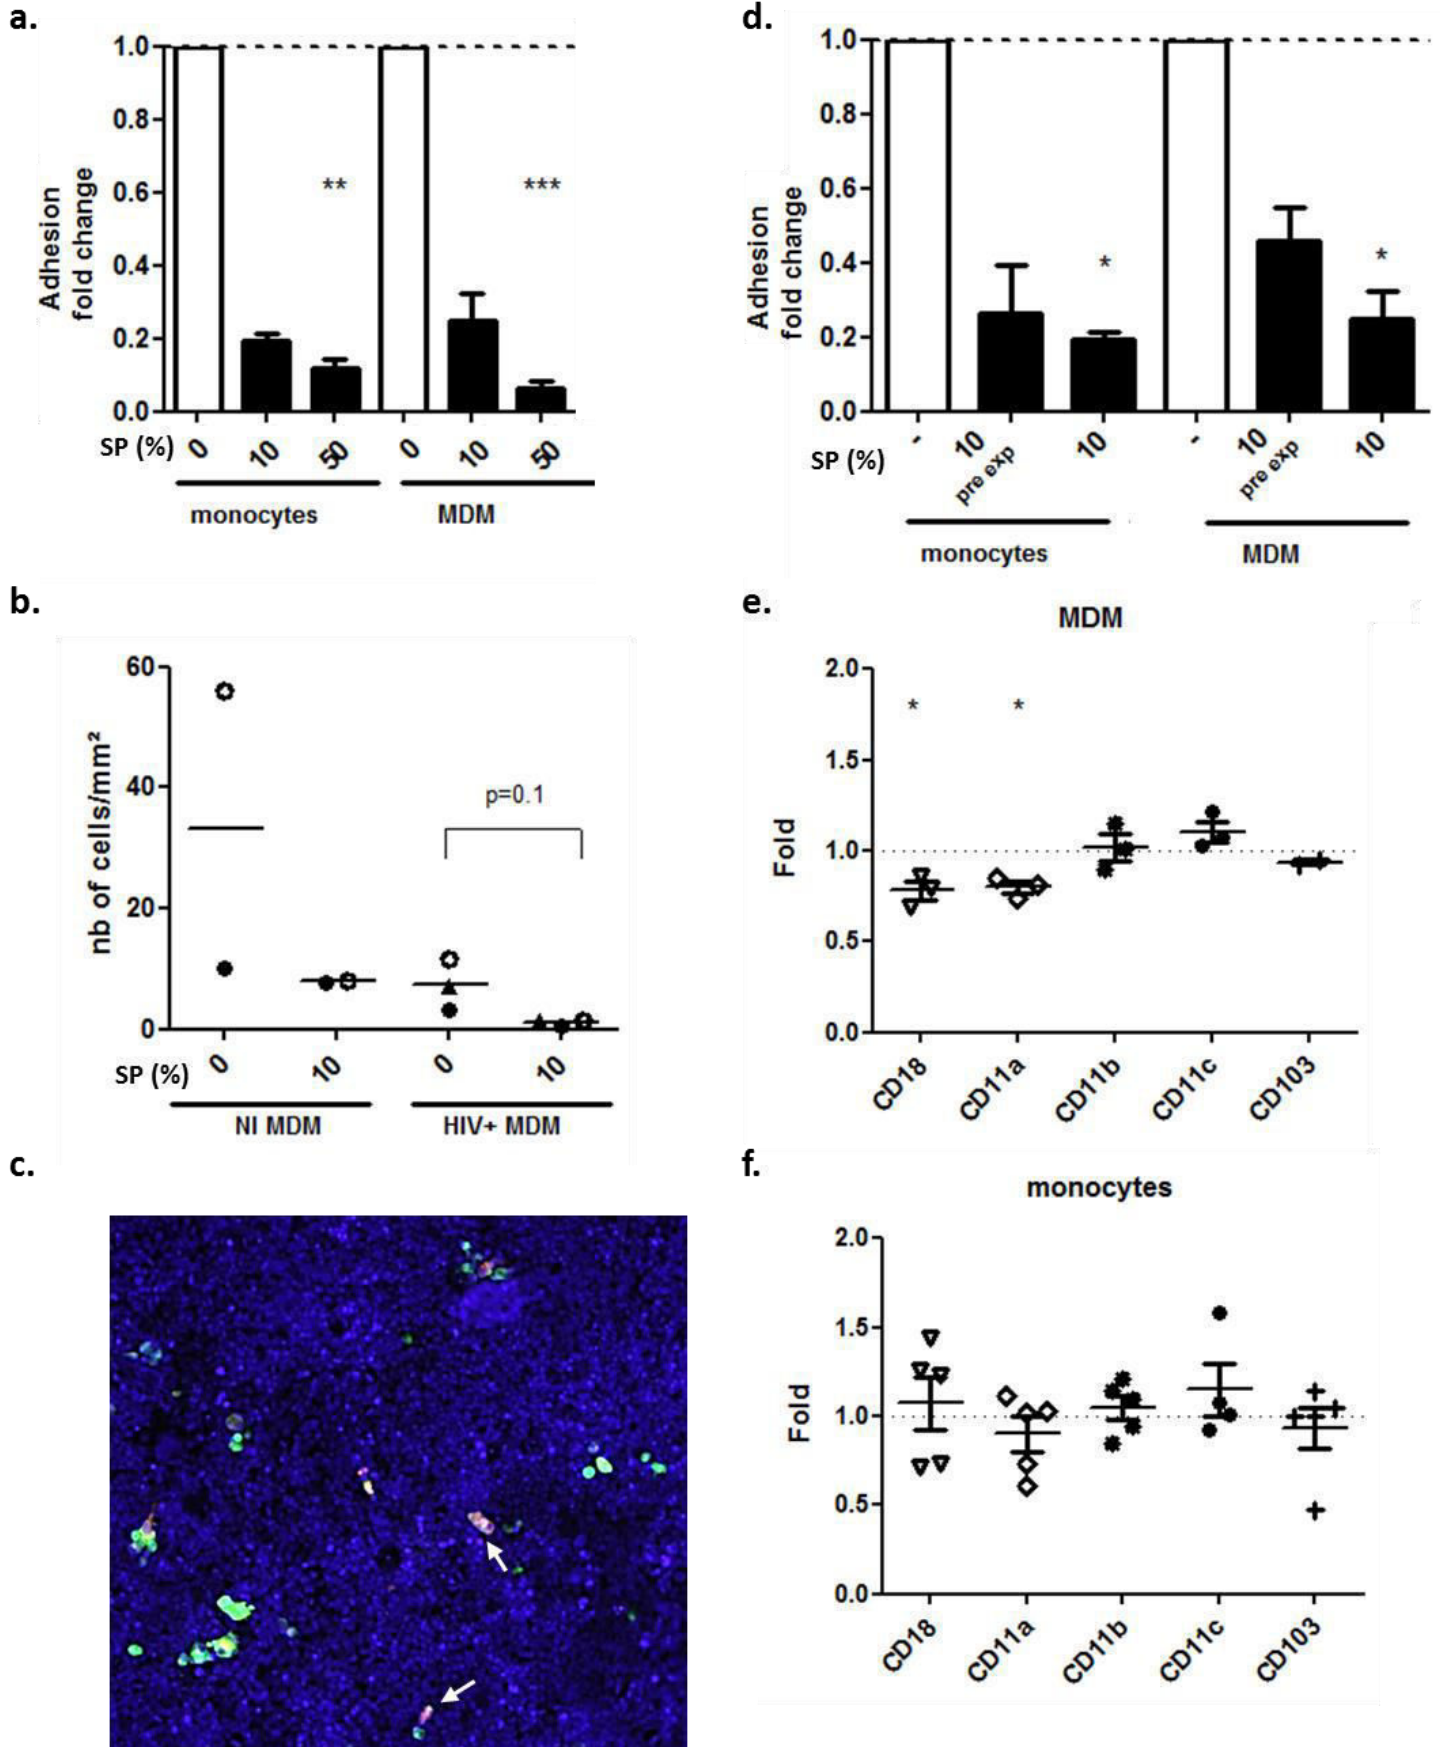 a.
1.0
0.8
0.6
0.4
0.2
0.0
Adhesion
fold change
**
***
SP (%)
0 10 50 0 10 50
monocytes MDM
d.
1.0
0.8
0.6
0.4
0.2
0.0
Adhesion
fold change
*
*
SP (%)
- 10 pre exp 10 - 10 pre exp 10
monocytes MDM
b.
60
40
20
0
nb of cells/mm²
p=0.1
SP (%)
0 10 0 10
NI MDM HIV+ MDM
e.
MDM
2.0
1.5
1.0
0.5
0.0
Fold
* *
CD18 CD11a CD11b CD11c CD103
c.
f.
monocytes
2.0
1.5
1.0
0.5
0.0
Fold
CD18 CD11a CD11b CD11c CD103